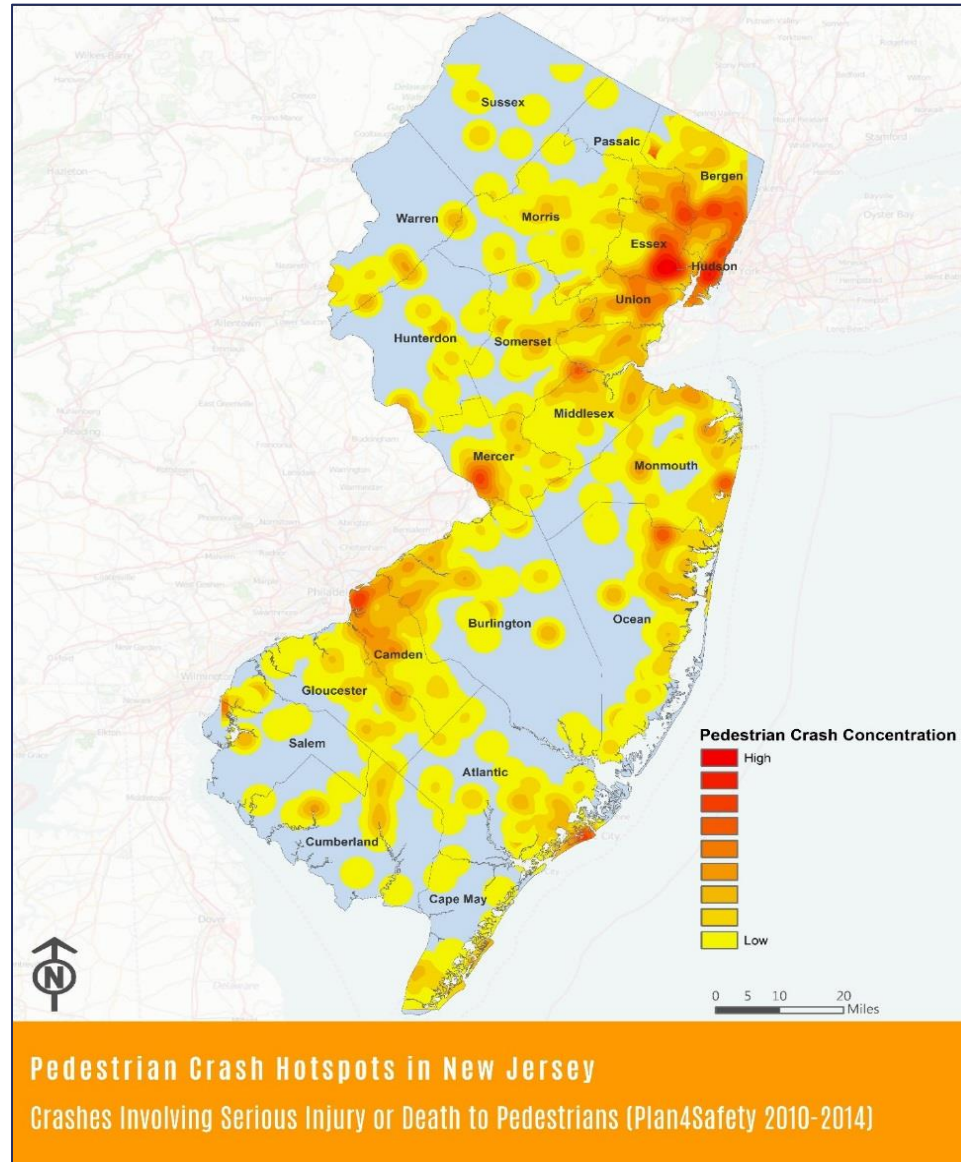 Sussex
Passaic
Bergen
Warren
Morris
Essex
Hudson
Union
Hunterdon
Somerset
Middlesex
Mercer
Monmouth
Burlington
Ocean
Camden
Gloucester
Salem
Atlantic
Cumberland
Cape May
Pedestrian Crash Concentration
High
Low
N
0 5 10 20
Miles
Pedestrian Crash Hotspots in New Jersey
Crashes Involving Serious Injury or Death to Pedestrians (Plan4Safety 2010-2014)